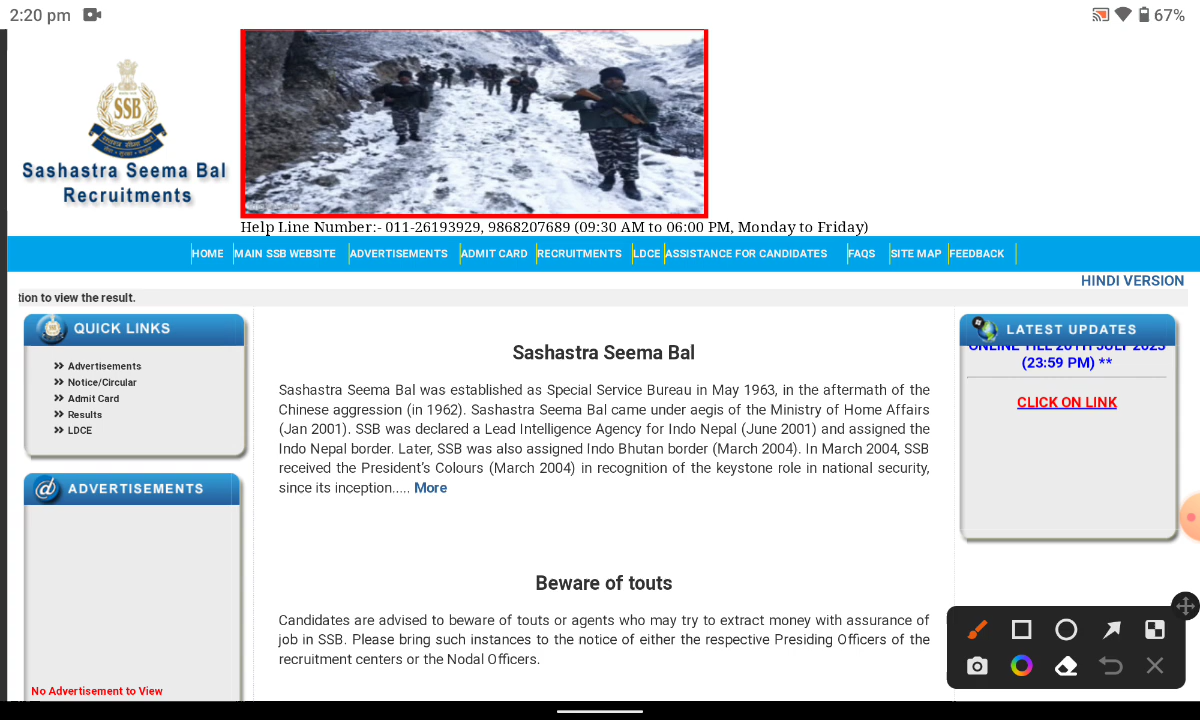 2:20 pm
67%
SSB
Sashastra Seema Bal
Recruitments
Help Line Number:- 011-26193929, 9868207689 (09:30 AM to 06:00 PM, Monday to Friday)
HOME MAIN SSB WEBSITE ADVERTISEMENTS ADMIT CARD RECRUITMENTS LDCE ASSISTANCE FOR CANDIDATES FAQS SITE MAP FEEDBACK
HINDI VERSION
tion to view the result.
QUICK LINKS
Advertisements
Notice/Circular
Admit Card
Results
LDCE
ADVERTISEMENTS
No Advertisement to View
Sashastra Seema Bal
Sashastra Seema Bal was established as Special Service Bureau in May 1963, in the aftermath of the
Chinese aggression (in 1962). Sashastra Seema Bal came under aegis of the Ministry of Home Affairs
(Jan 2001). SSB was declared a Lead Intelligence Agency for Indo Nepal (June 2001) and assigned the
Indo Nepal border. Later, SSB was also assigned Indo Bhutan border (March 2004). In March 2004, SSB
received the President's Colours (March 2004) in recognition of the keystone role in national security,
since its inception..... More
Beware of touts
Candidates are advised to beware of touts or agents who may try to extract money with assurance of
job in SSB. Please bring such instances to the notice of either the respective Presiding Officers of the
recruitment centers or the Nodal Officers.
LATEST UPDATES
ONLINE TILL 20TH JULY 2023
(23:59 PM) **
CLICK ON LINK